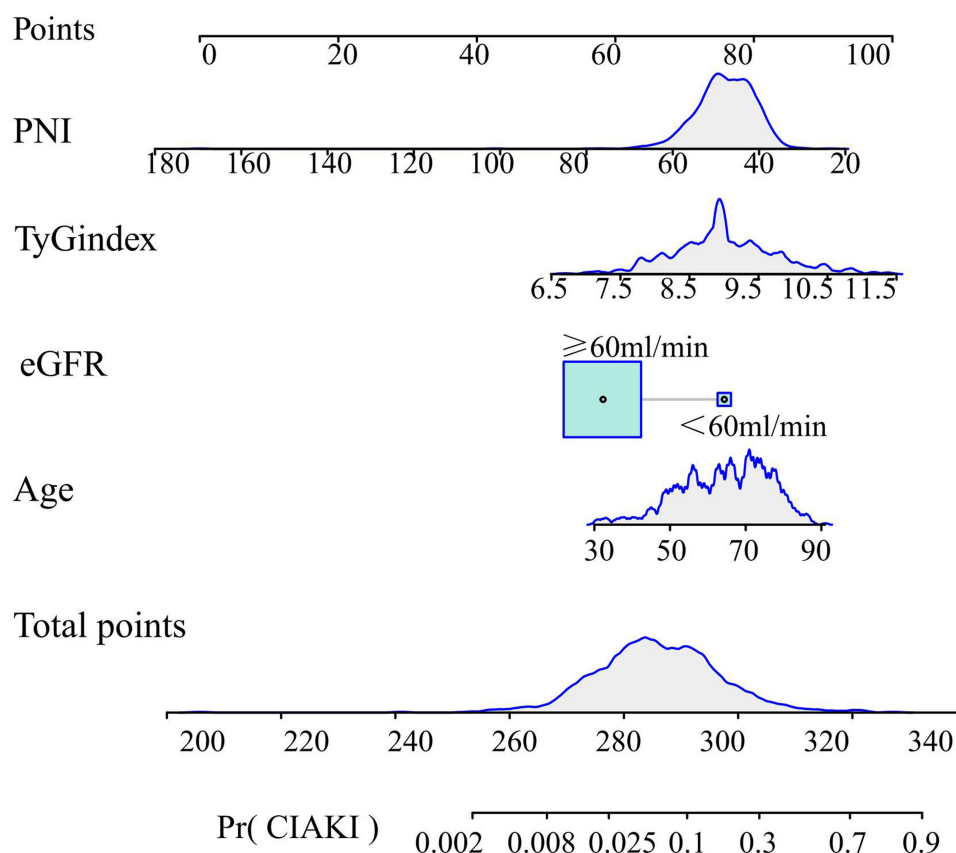 Points
0 20 40 60 80 100
PNI
180 160 140 120 100 80 60 40 20
TyGindex
6.5 7.5 8.5 9.5 10.5 11.5
eGFR
≥60ml/min
<60ml/min
Age
30 50 70 90
Total points
200 220 240 260 280 300 320 340
Pr( CIAKI )
0.002 0.008 0.025 0.1 0.3 0.7 0.9